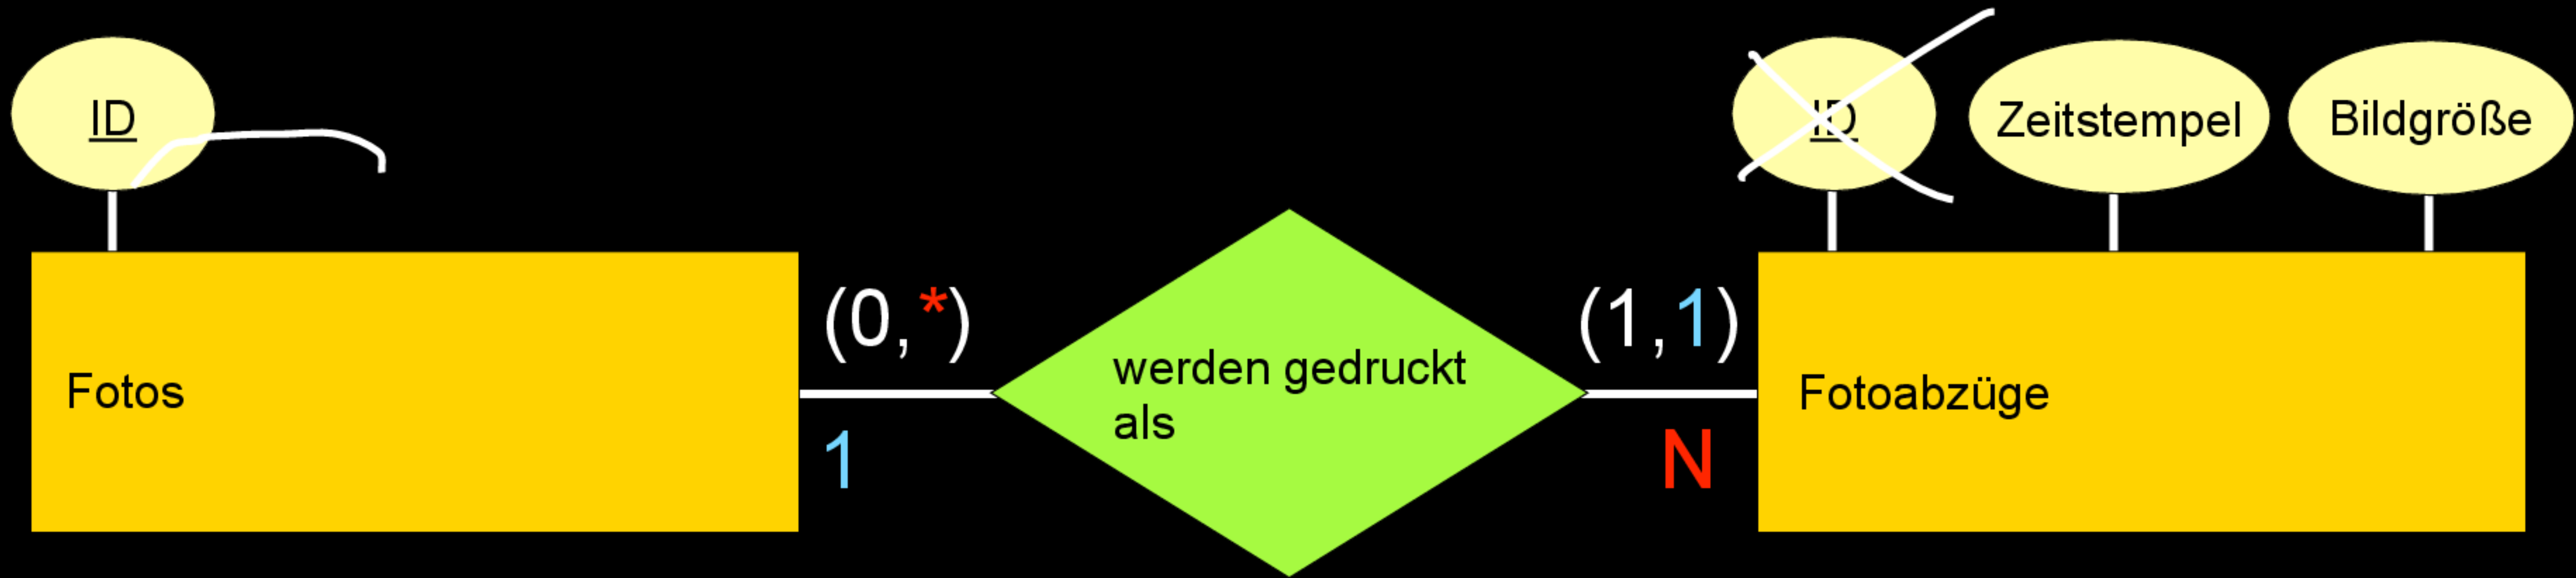 ID
ID
Zeitstempel
Bildgröße
Fotos
(0,*)
1
werden gedruckt
als
(1,1)
N
Fotoabzüge